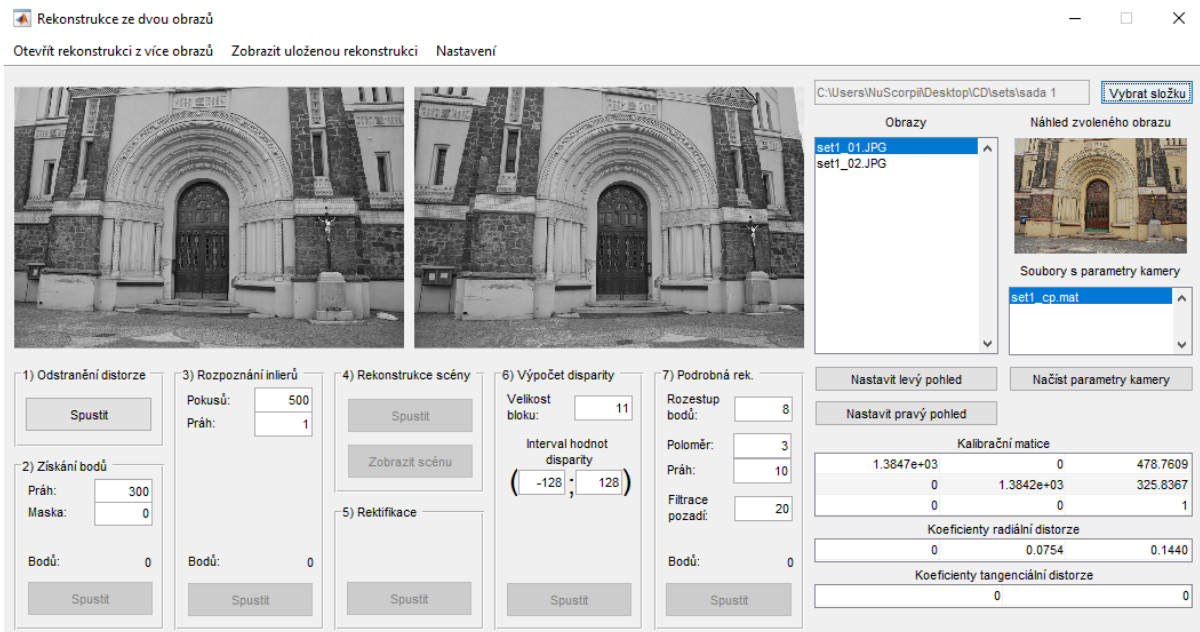 Rekonstrukce ze dvou obrazů
Otevřít rekonstrukci z více obrazů Zobrazit uloženou rekonstrukci Nastavení
C:\Users\NuScorpii\Desktop\CD\sets\sada 1
Vybrat složku
Obrazy
set1_01.JPG
set1_02.JPG
Náhled zvoleného obrazu
Soubory s parametry kamery
set1_cp.mat
Nastavit levý pohled
Načíst parametry kamery
Nastavit pravý pohled
Kalibrační matice
1.3847e+03 0 478.7609
0 1.3842e+03 325.8367
0 0 1
Koeficienty radiální distorze
0 0.0754 0.1440
Koeficienty tangenciální distorze
0 0
1) Odstranění distorze
Spustit
2) Získání bodů
Práh: 300
Maska: 0
Bodů: 0
Spustit
3) Rozpoznání inlierů
Pokusů: 500
Práh: 1
Bodů: 0
Spustit
4) Rekonstrukce scény
Spustit
Zobrazit scénu
5) Rektifikace
Spustit
6) Výpočet disparity
Velikost
bloku: 11
Interval hodnot
disparity
( -128 ; 128 )
Spustit
7) Podrobná rek.
Rozestup
bodů: 8
Poloměr: 3
Práh: 10
Filtrace
pozadí: 20
Bodů: 0
Spustit